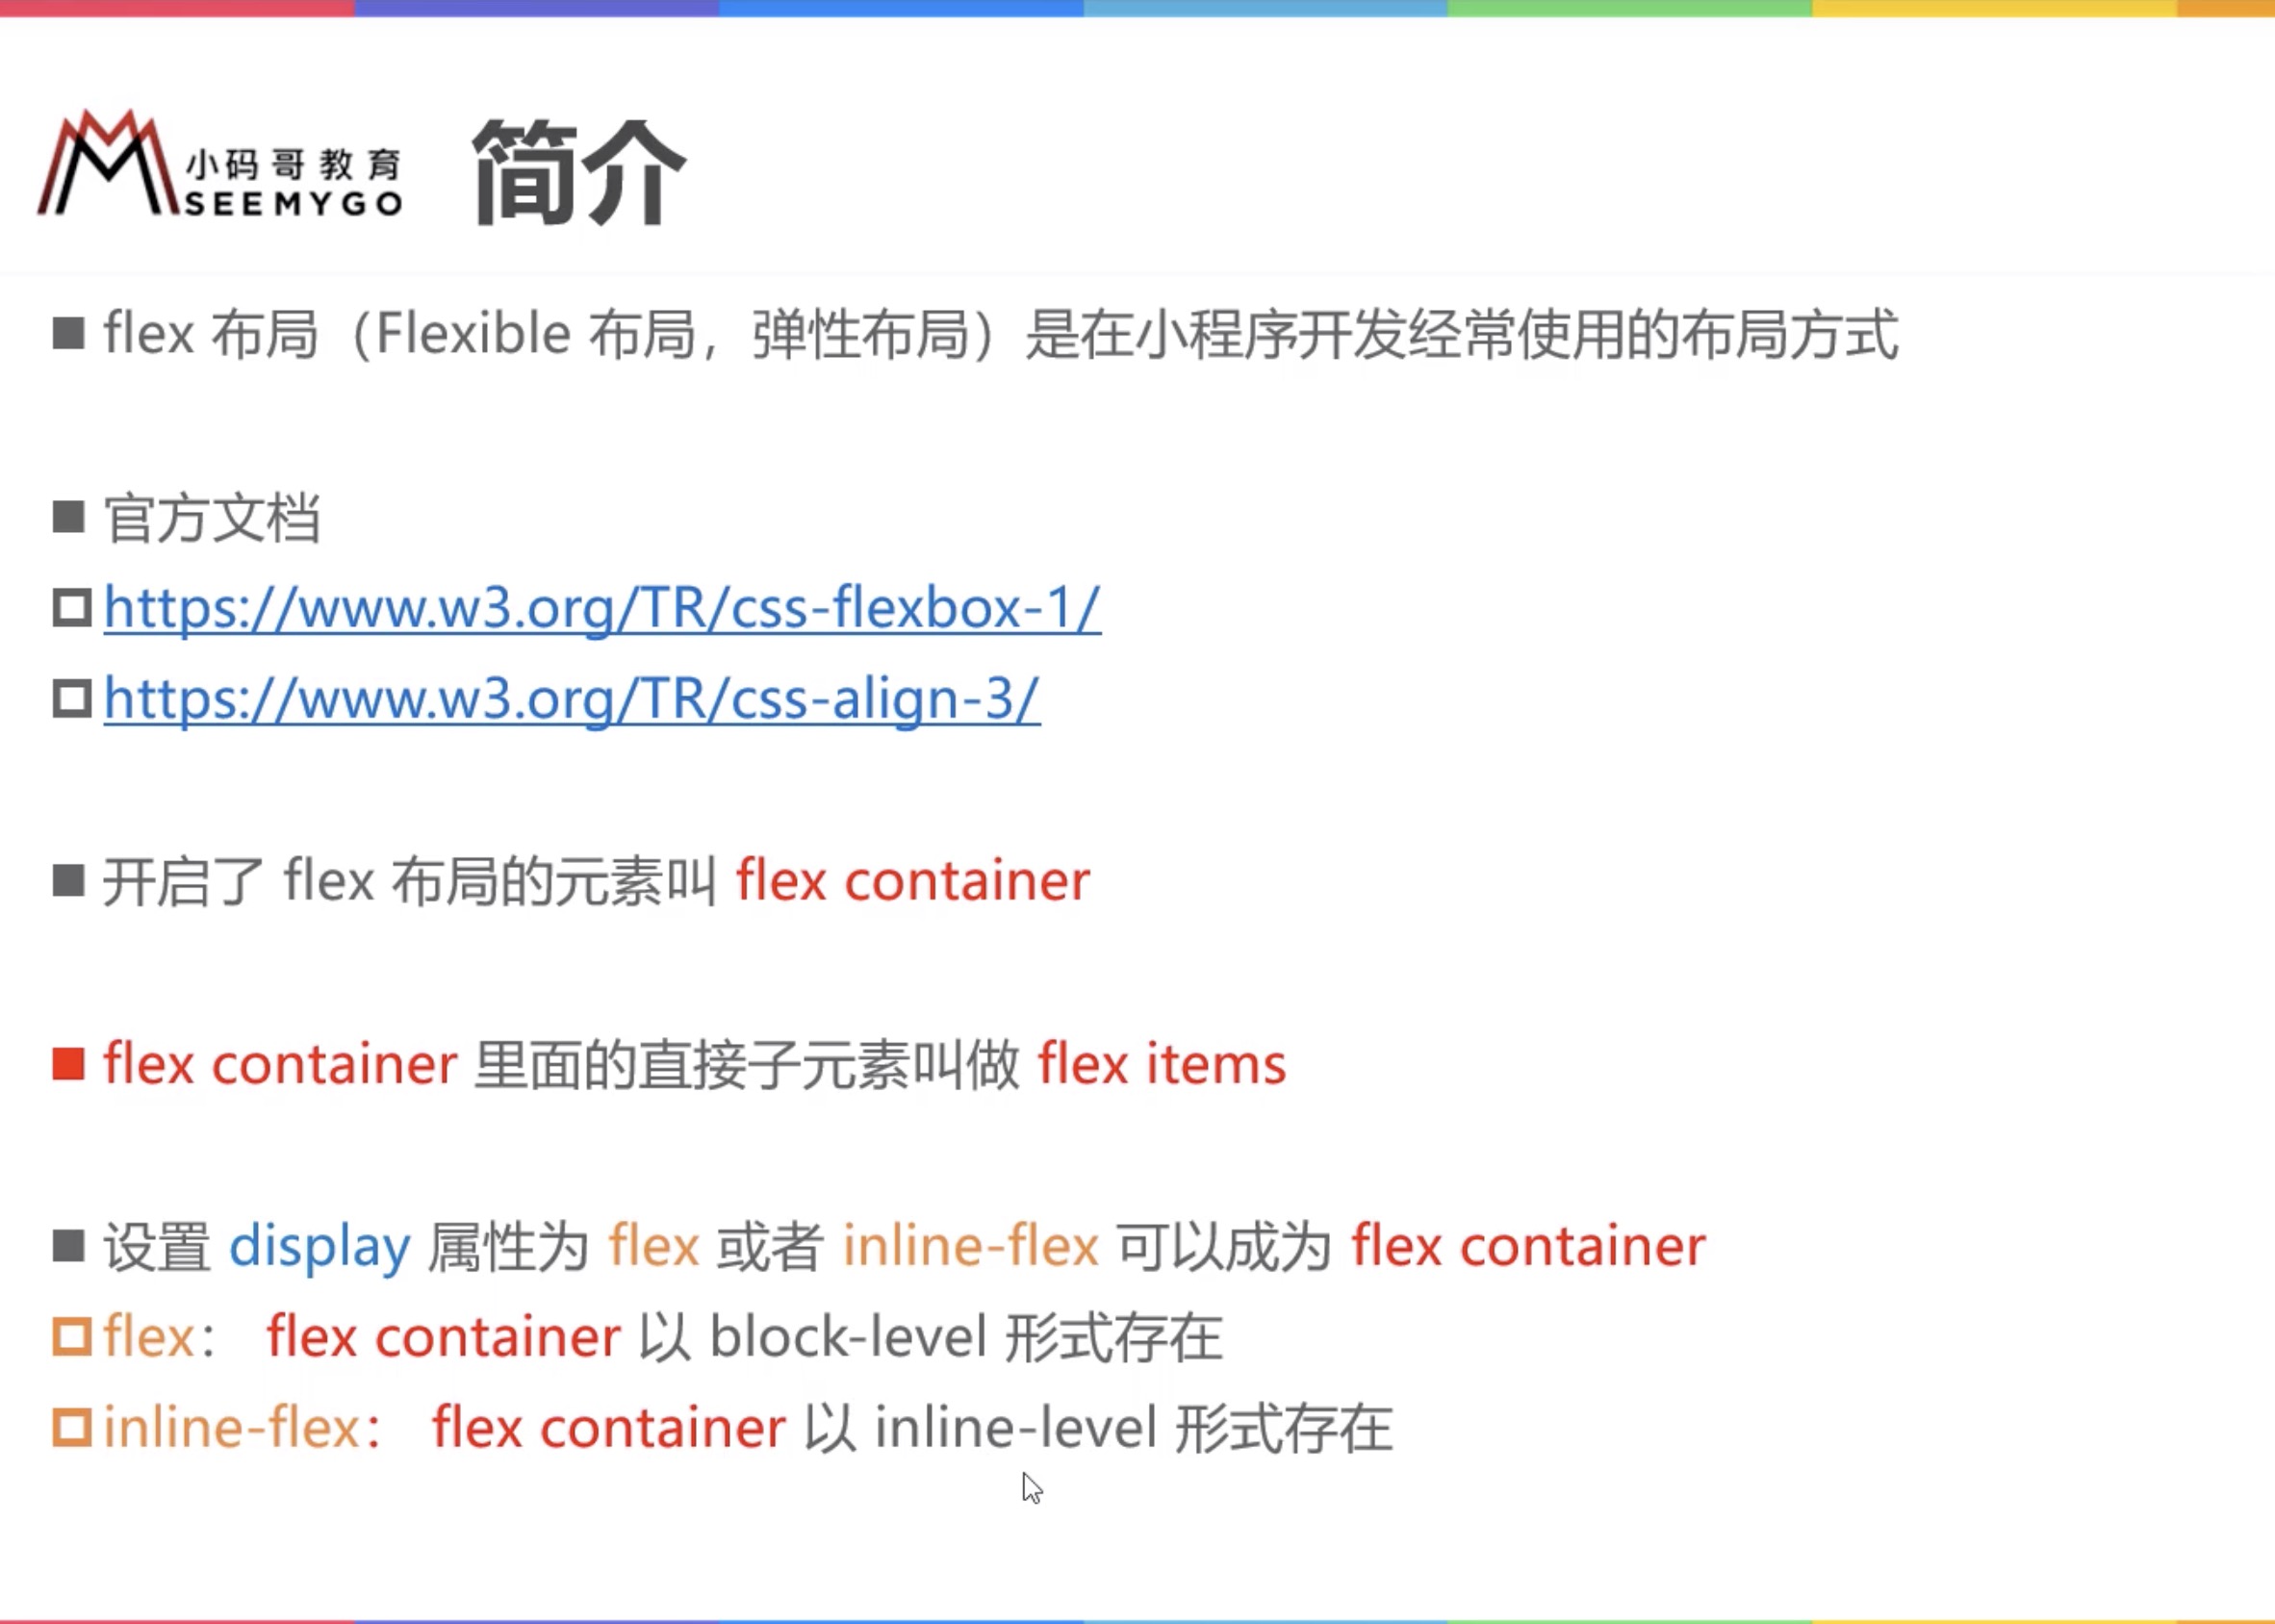 小码哥教育
SEEMYGO
简介
flex 布局（Flexible 布局，弹性布局）是在小程序开发经常使用的布局方式
官方文档
https://www.w3.org/TR/css-flexbox-1/
https://www.w3.org/TR/css-align-3/
开启了 flex 布局的元素叫 flex container
flex container 里面的直接子元素叫做 flex items
设置 display 属性为 flex 或者 inline-flex 可以成为 flex container
flex： flex container 以 block-level 形式存在
inline-flex： flex container 以 inline-level 形式存在